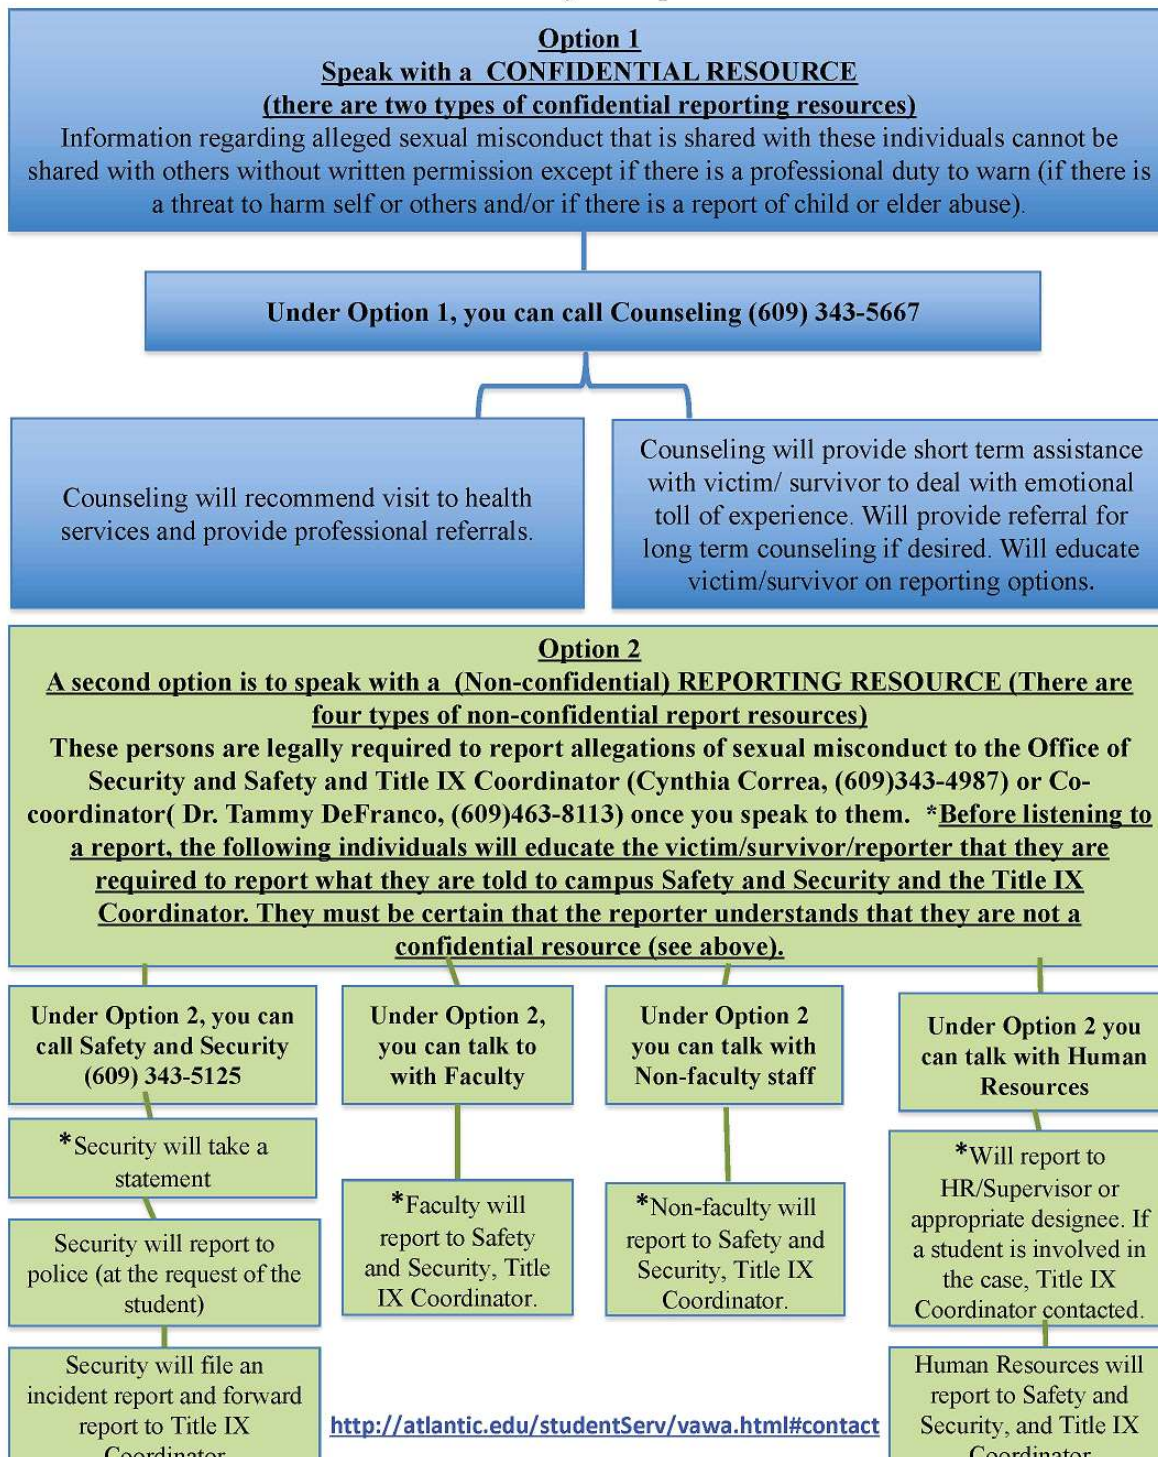 Option 1
Speak with a CONFIDENTIAL RESOURCE
(there are two types of confidential reporting resources)
Information regarding alleged sexual misconduct that is shared with these individuals cannot be
shared with others without written permission except if there is a professional duty to warn (if there is
a threat to harm self or others and/or if there is a report of child or elder abuse).
Under Option 1, you can call Counseling (609) 343-5667
Counseling will recommend visit to health
services and provide professional referrals.
Counseling will provide short term assistance
with victim/ survivor to deal with emotional
toll of experience. Will provide referral for
long term counseling if desired. Will educate
victim/survivor on reporting options.
Option 2
A second option is to speak with a (Non-confidential) REPORTING RESOURCE (There are
four types of non-confidential report resources)
These persons are legally required to report allegations of sexual misconduct to the Office of
Security and Safety and Title IX Coordinator (Cynthia Correa, (609)343-4987) or Co-
coordinator( Dr. Tammy DeFranco, (609)463-8113) once you speak to them. *Before listening to
a report, the following individuals will educate the victim/survivor/reporter that they are
required to report what they are told to campus Safety and Security and the Title IX
Coordinator. They must be certain that the reporter understands that they are not a
confidential resource (see above).
Under Option 2, you can
call Safety and Security
(609) 343-5125
*Security will take a
statement
Security will report to
police (at the request of the
student)
Security will file an
incident report and forward
report to Title IX
Coordinator
Under Option 2,
you can talk to
with Faculty
*Faculty will
report to Safety
and Security, Title
IX Coordinator.
Under Option 2
you can talk with
Non-faculty staff
*Non-faculty will
report to Safety and
Security, Title IX
Coordinator.
Under Option 2 you
can talk with Human
Resources
*Will report to
HR/Supervisor or
appropriate designee. If
a student is involved in
the case, Title IX
Coordinator contacted.
Human Resources will
report to Safety and
Security, and Title IX
Coordinator
http://atlantic.edu/studentServ/vawa.html#contact